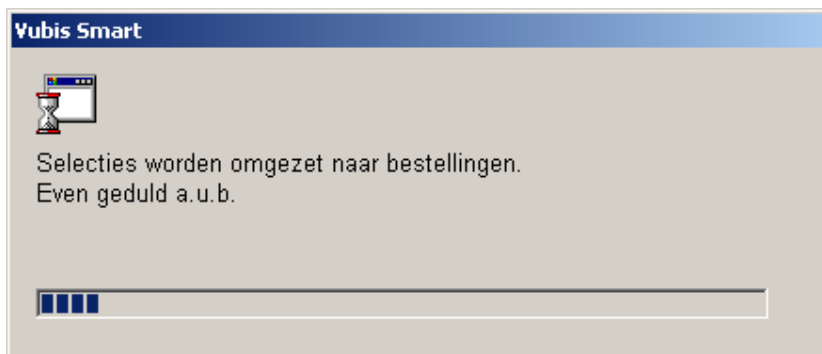 Vubis Smart
Selecties worden omgezet naar bestellingen.
Even geduld a.u.b.